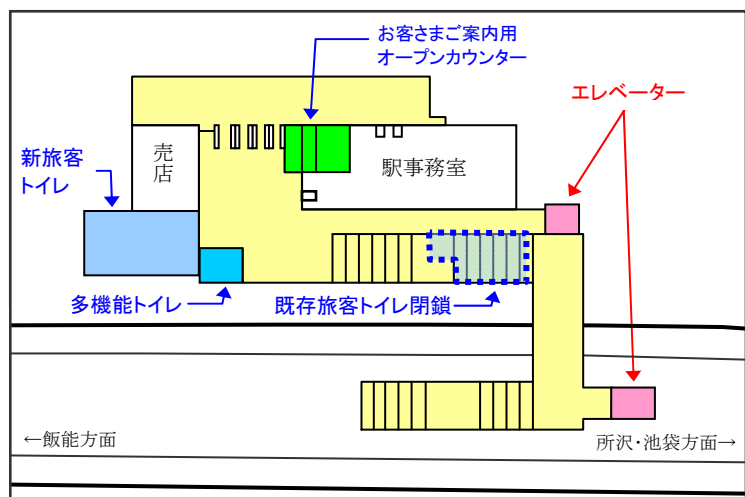 お客さまご案内用
オープンカウンター
エレベーター
新旅客
トイレ
売店
駅事務室
多機能トイレ
既存旅客トイレ閉鎖
←飯能方面
所沢・池袋方面→